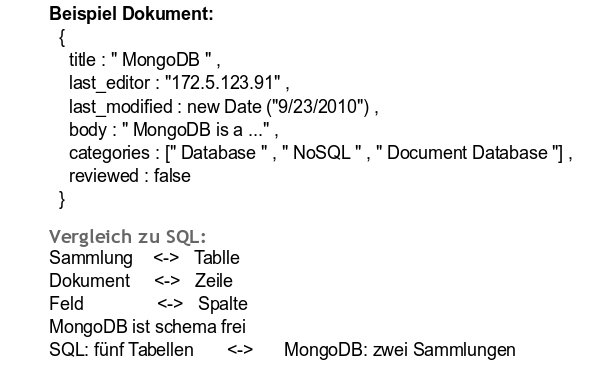 Beispiel Dokument:
{
title : " MongoDB " ,
last_editor : "172.5.123.91" ,
last_modified : new Date ("9/23/2010") ,
body : " MongoDB is a ..." ,
categories : [" Database " , " NoSQL " , " Document Database "] ,
reviewed : false
}
Vergleich zu SQL:
Sammlung <-> Tablle
Dokument <-> Zeile
Feld <-> Spalte
MongoDB ist schema frei
SQL: fünf Tabellen <-> MongoDB: zwei Sammlungen